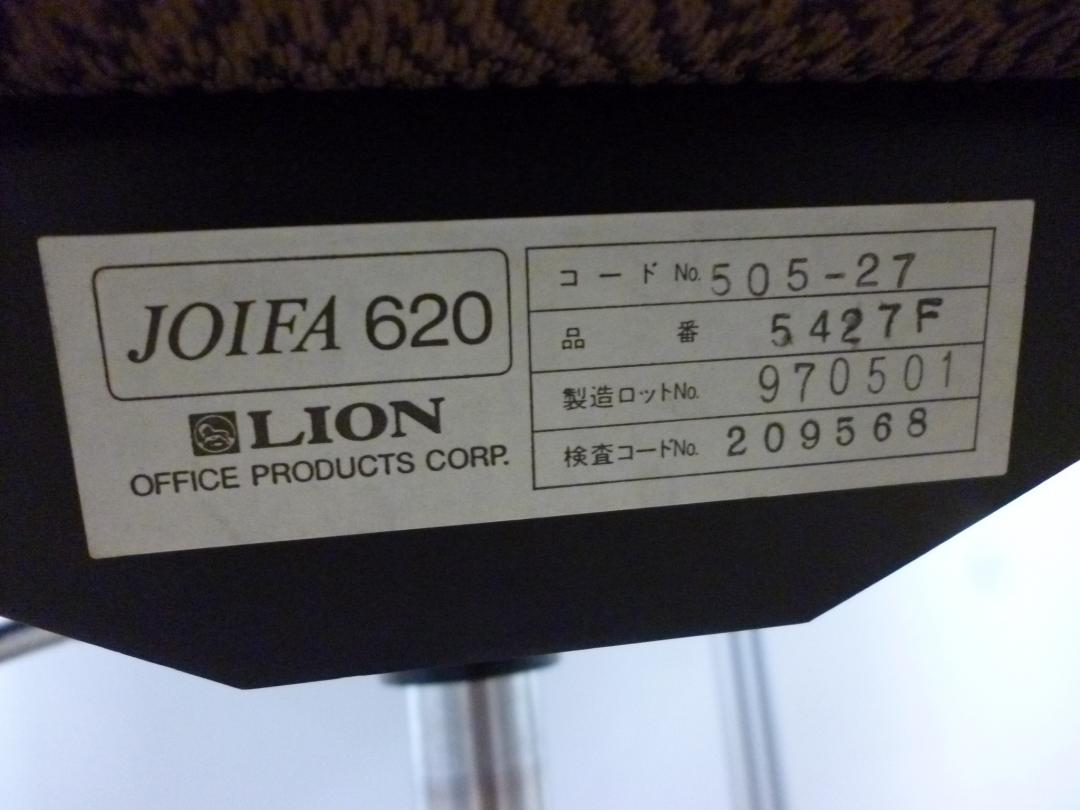 JOIFA 620
LION
OFFICE PRODUCTS CORP.
コード No. 505-27
品番 5427F
製造ロットNo. 970501
検査コードNo. 209568